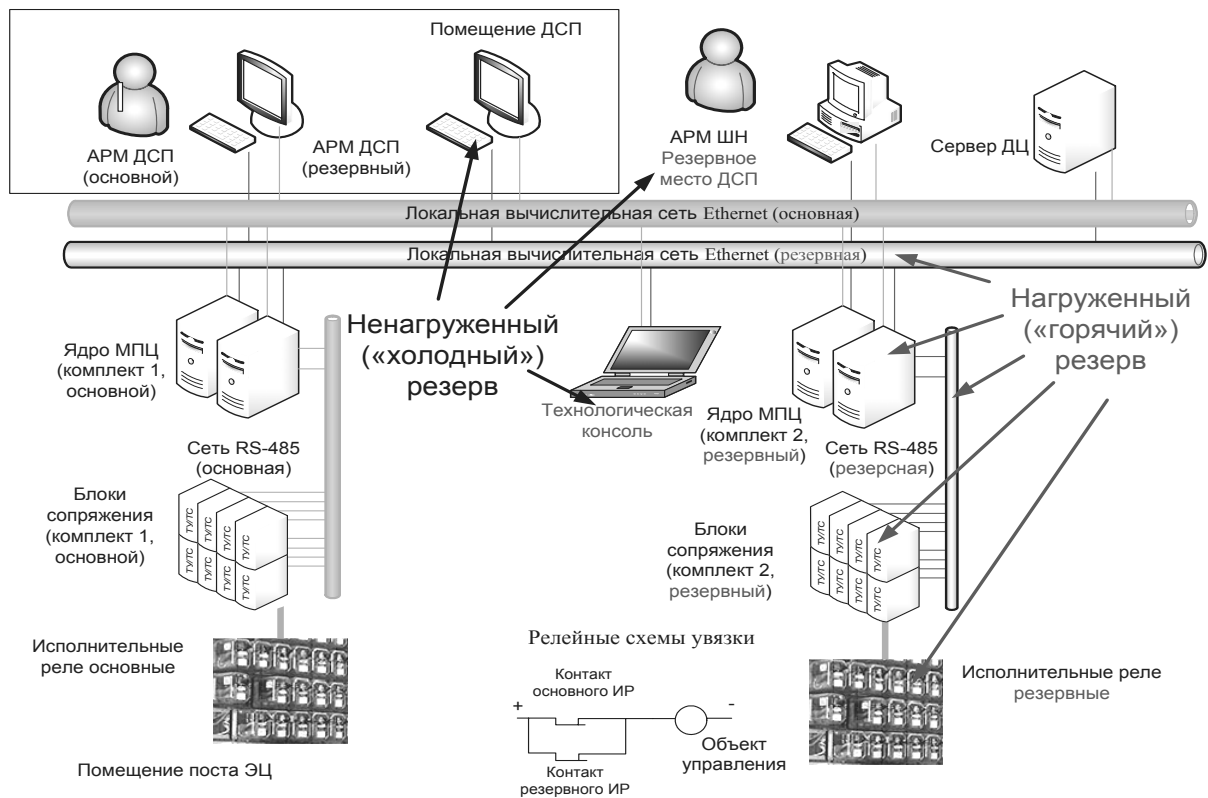 Помещение ДСП
АРМ ДСП
(основной)
АРМ ДСП
(резервный)
АРМ ШН
Резервное
место ДСП
Сервер ДЦ
Локальная вычислительная сеть Ethernet (основная)
Локальная вычислительная сеть Ethernet (резервная)
Ядро МПЦ
(комплект 1,
основной)
Ненагруженный
(«холодный»)
резерв
Технологическая
консоль
Ядро МПЦ
(комплект 2,
резервный)
Нагруженный
(«горячий»)
резерв
Сеть RS-485
(основная)
Сеть RS-485
(резерсная)
Блоки
сопряжения
(комплект 1,
основной)
ТУ/ТС
ТУ/ТС
ТУ/ТС
ТУ/ТС
ТУ/ТС
ТУ/ТС
ТУ/ТС
ТУ/ТС
Блоки
сопряжения
(комплект 2,
резервный)
ТУ/ТС
ТУ/ТС
ТУ/ТС
ТУ/ТС
ТУ/ТС
ТУ/ТС
ТУ/ТС
ТУ/ТС
Исполнительные
реле основные
Релейные схемы увязки
Контакт
основного ИР
+
-
Объект
управления
Контакт
резервного ИР
Исполнительные реле
резервные
Помещение поста ЭЦ